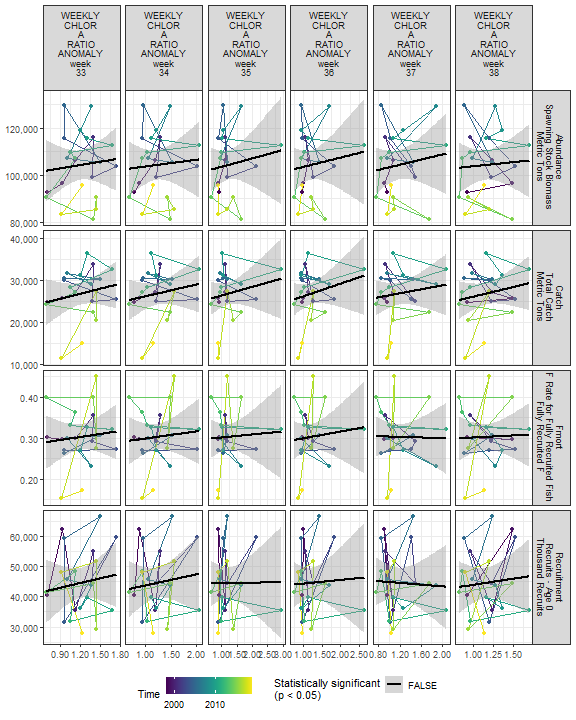 WEEKLY CHLOR A RATIO ANOMALY week 33
WEEKLY CHLOR A RATIO ANOMALY week 34
WEEKLY CHLOR A RATIO ANOMALY week 35
WEEKLY CHLOR A RATIO ANOMALY week 36
WEEKLY CHLOR A RATIO ANOMALY week 37
WEEKLY CHLOR A RATIO ANOMALY week 38
120,000
100,000
80,000
Abundance
Spawning Stock Biomass
Metric Tons
40,000
30,000
20,000
10,000
Catch
Total Catch
Metric Tons
0.40
0.30
0.20
Fmort
F Rate for Fully Recruited Fish
Fully Recruited F
60,000
50,000
40,000
30,000
Recruitment
Recruits - Age 0
Thousand Recruits
0.90 1.20 1.50 1.80
1.00 1.50 2.00
1.00 1.50 2.00 2.50 3.00
1.00 1.50 2.00 2.50
0.80 1.20 1.60 2.00
1.00 1.25 1.50
Time
2000 2010
Statistically significant
(p < 0.05)
FALSE